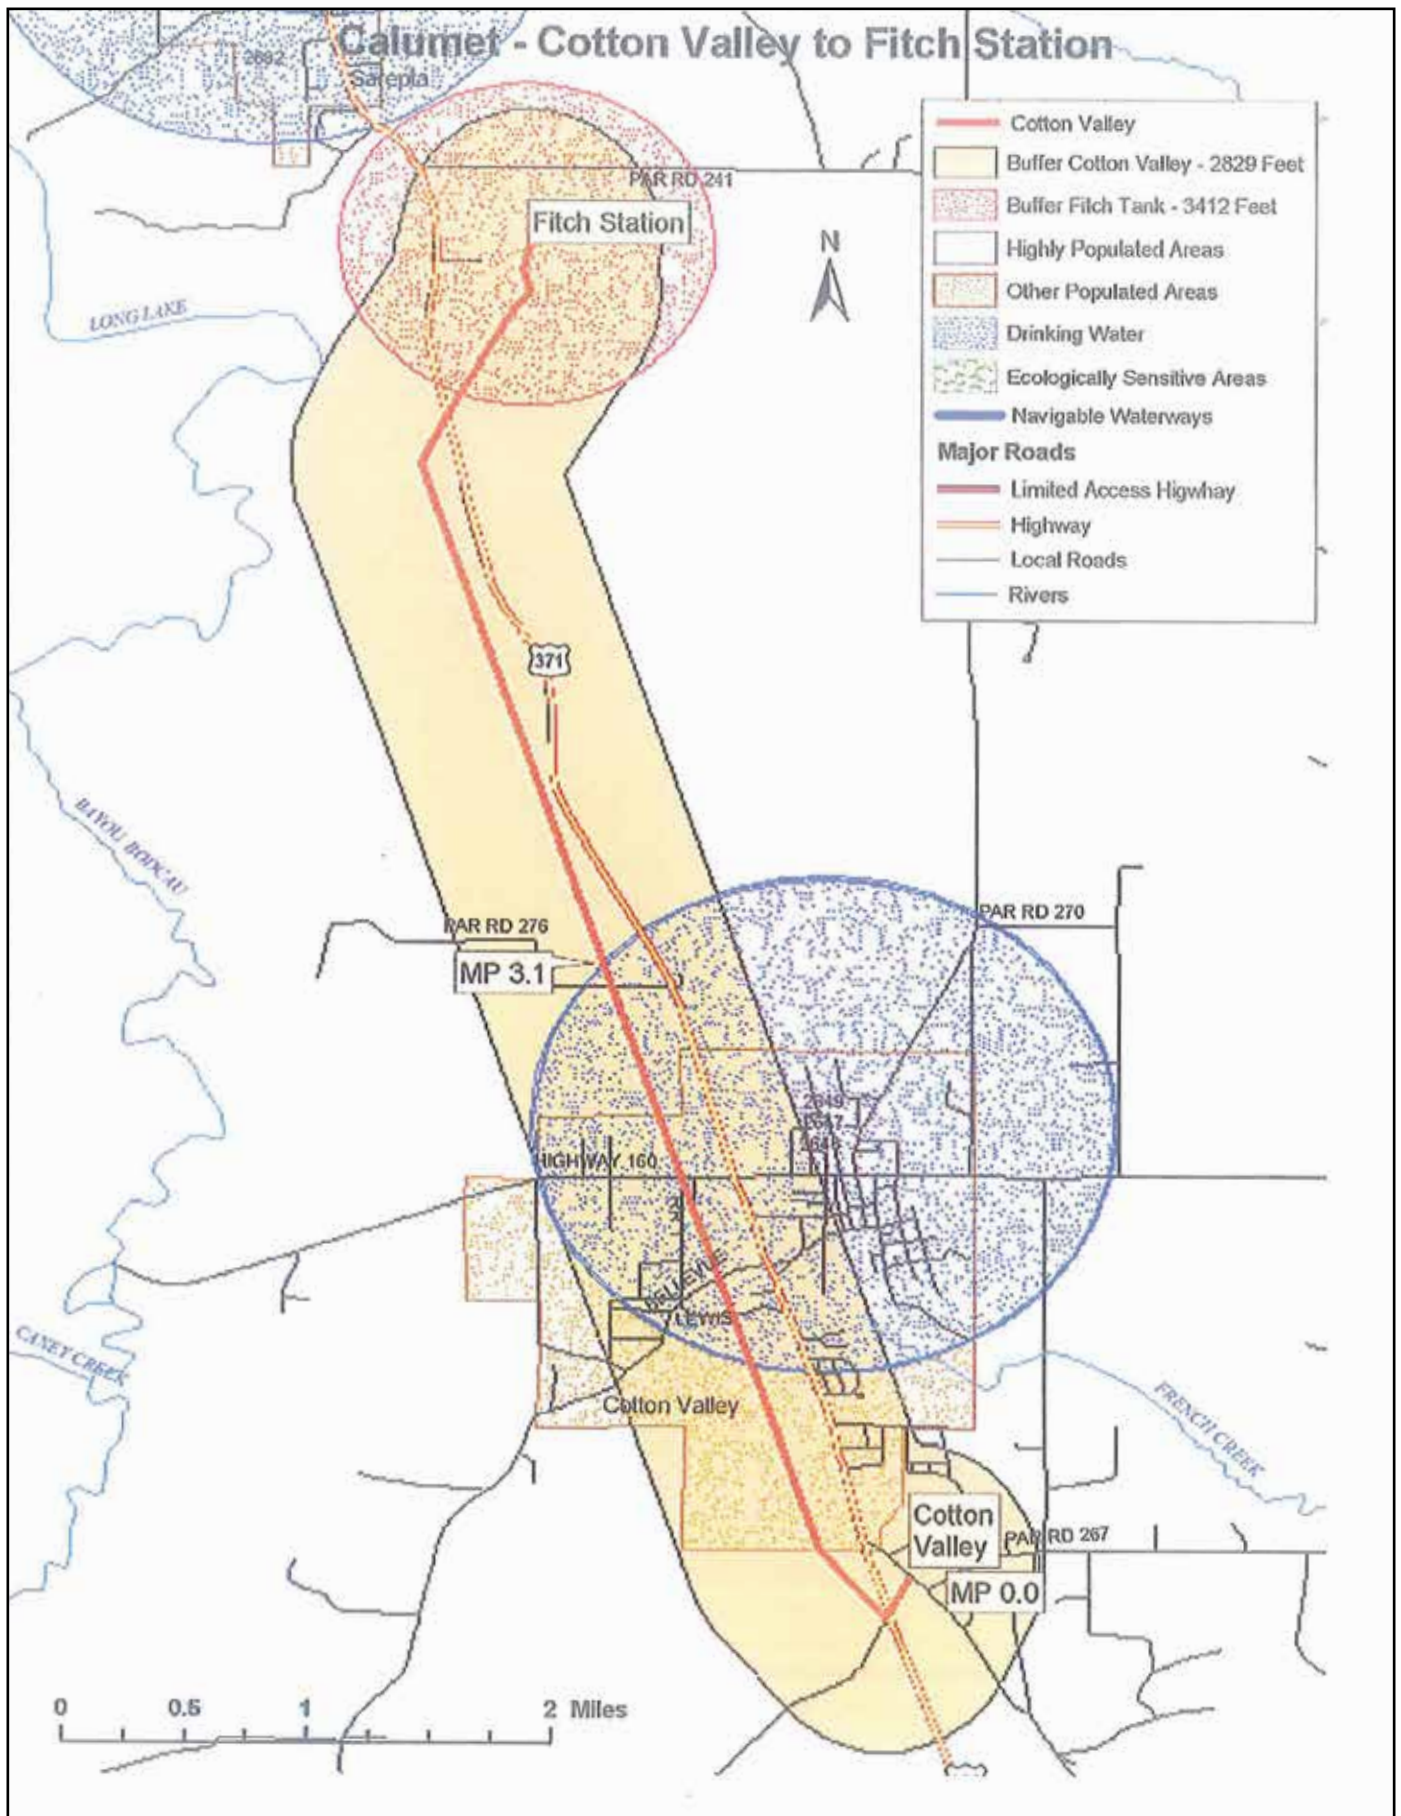 Calumet - Cotton Valley to Fitch Station
2692
Sarepta
Cotton Valley
Buffer Cotton Valley - 2829 Feet
Buffer Fitch Tank - 3412 Feet
Highly Populated Areas
Other Populated Areas
Drinking Water
Ecologically Sensitive Areas
Navigable Waterways
Major Roads
Limited Access Higwhay
Highway
Local Roads
Rivers
PAR RD 241
Fitch Station
N
LONG LAKE
371
BAYOU BODCAU
PAR RD 276
PAR RD 270
MP 3.1
2649
2647
HIGHWAY 160
BELLEVUE
LEWIS
CANEY CREEK
Cotton Valley
FRENCH CREEK
Cotton
Valley
PAR RD 267
MP 0.0
0 0.5 1 2 Miles